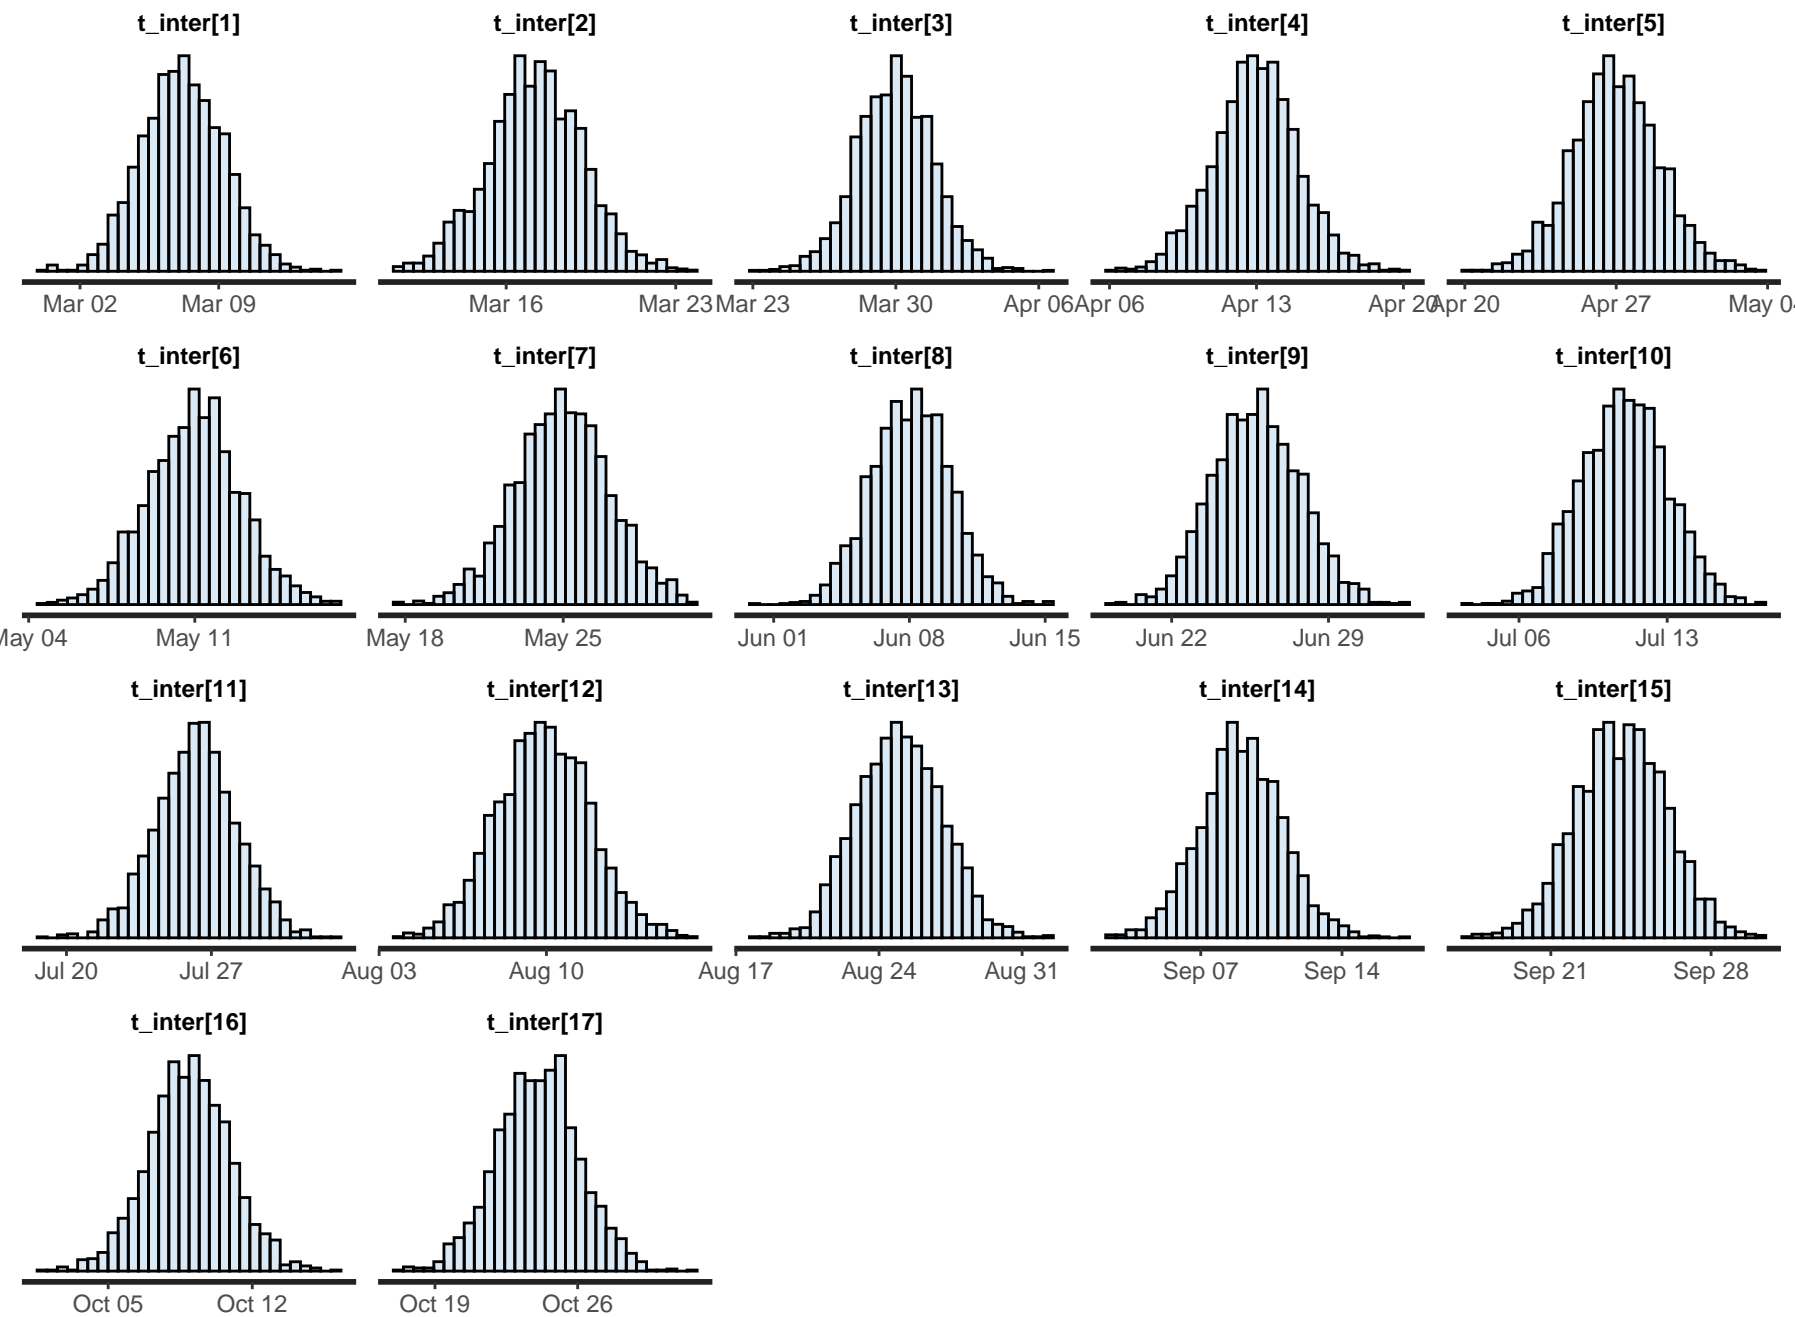 t_inter[1] t_inter[2] t_inter[3] t_inter[4] t_inter[5]
Mar 02 Mar 09 Mar 16 Mar 23 Mar 23 Mar 30 Apr 06 Apr 06 Apr 13 Apr 20 Apr 20 Apr 27 May 04
t_inter[6] t_inter[7] t_inter[8] t_inter[9] t_inter[10]
May 04 May 11 May 18 May 25 Jun 01 Jun 08 Jun 15 Jun 22 Jun 29 Jul 06 Jul 13
t_inter[11] t_inter[12] t_inter[13] t_inter[14] t_inter[15]
Jul 20 Jul 27 Aug 03 Aug 10 Aug 17 Aug 24 Aug 31 Sep 07 Sep 14 Sep 21 Sep 28
t_inter[16] t_inter[17]
Oct 05 Oct 12 Oct 19 Oct 26